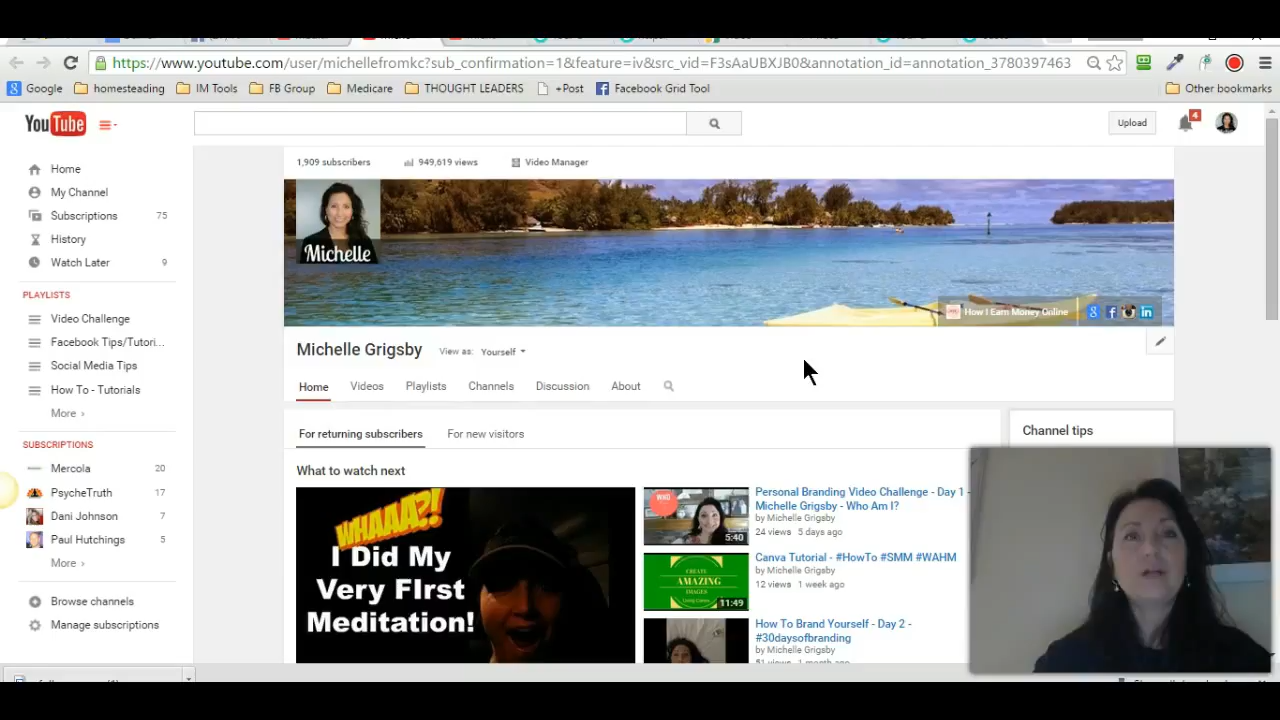 https://www.youtube.com/user/michellefromkc?sub_confirmation=1&feature=iv&src_vid=F3sAaUBXJB0&annotation_id=annotation_3780397463
Google homesteading IM Tools FB Group Medicare THOUGHT LEADERS +Post Facebook Grid Tool Other bookmarks
YouTube Upload 4
1,909 subscribers 949,619 views Video Manager
Home
My Channel
Subscriptions 75
History
Watch Later 9
PLAYLISTS
Video Challenge
Facebook Tips/Tutori...
Social Media Tips
How To - Tutorials
More ›
SUBSCRIPTIONS
Mercola 20
PsycheTruth 17
Dani Johnson 7
Paul Hutchings 5
More ›
Browse channels
Manage subscriptions
Michelle
How I Earn Money Online
Michelle Grigsby View as: Yourself
Home Videos Playlists Channels Discussion About
For returning subscribers For new visitors
Channel tips
What to watch next
WHAAA?!
I Did My
Very FIrst
Meditation!
5:40
Personal Branding Video Challenge - Day 1 -
Michelle Grigsby - Who Am I?
by Michelle Grigsby
24 views 5 days ago
CREATE
AMAZING
IMAGES
11:49
Canva Tutorial - #HowTo #SMM #WAHM
by Michelle Grigsby
12 views 1 week ago
How To Brand Yourself - Day 2 -
#30daysofbranding
by Michelle Grigsby
51 views 1 month ago